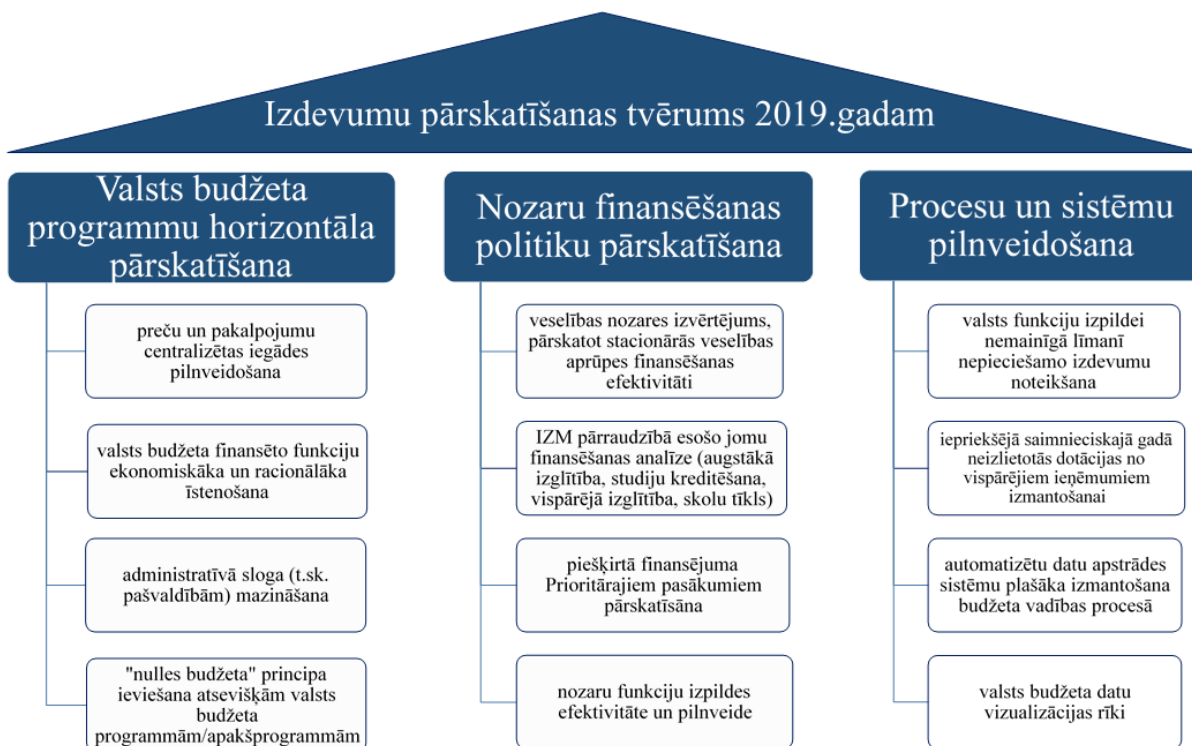 Izdevumu pārskatīšanas tvērums 2019.gadam
Valsts budžeta
programmu horizontāla
pārskatīšana
preču un pakalpojumu
centralizētas iegādes
pilnveidošana
valsts budžeta finansēto funkciju
ekonomiskāka un racionālāka
īstenošana
administratīvā sloga (t.sk.
pašvaldībām) mazināšana
"nulles budžeta" principa
ieviešana atsevišķām valsts
budžeta
programmām/apakšprogrammām
Nozaru finansēšanas
politiku pārskatīšana
veselības nozares izvērtējums,
pārskatot stacionārās veselības
aprūpes finansēšanas
efektivitāti
IZM pārraudzībā esošo jomu
finansēšanas analīze (augstākā
izglītība, studiju kreditēšana,
vispārējā izglītība, skolu tīkls)
piešķirtā finansējuma
Prioritārajiem pasākumiem
pārskatīsāna
nozaru funkciju izpildes
efektivitāte un pilnveide
Procesu un sistēmu
pilnveidošana
valsts funkciju izpildei
nemainīgā līmanī
nepieciešamo izdevumu
noteikšana
iepriekšējā saimnieciskajā gadā
neizlietotās dotācijas no
vispārējiem ieņēmumiem
izmantošanai
automatizētu datu apstrādes
sistēmu plašāka izmantošana
budžeta vadības procesā
valsts budžeta datu
vizualizācijas rīki